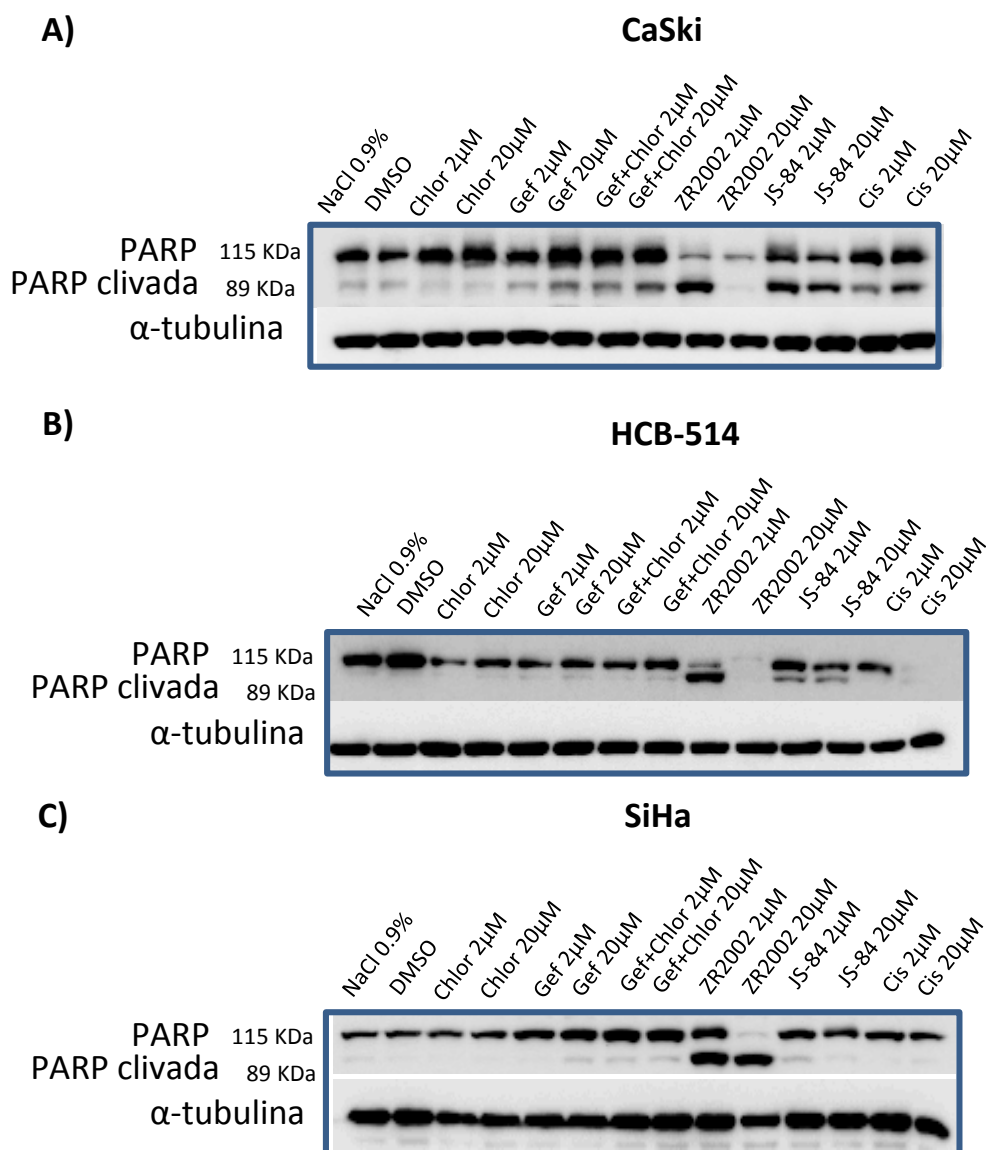 A)
CaSki
NaCl 0.9%
DMSO
Chlor 2µM
Chlor 20µM
Gef 2µM
Gef 20µM
Gef+Chlor 2µM
Gef+Chlor 20µM
ZR2002 2µM
ZR2002 20µM
JS-84 2µM
JS-84 20µM
Cis 2µM
Cis 20µM
PARP 115 KDa
PARP clivada 89 KDa
α-tubulina
B)
HCB-514
NaCl 0.9%
DMSO
Chlor 2µM
Chlor 20µM
Gef 2µM
Gef 20µM
Gef+Chlor 2µM
Gef+Chlor 20µM
ZR2002 2µM
ZR2002 20µM
JS-84 2µM
JS-84 20µM
Cis 2µM
Cis 20µM
PARP 115 KDa
PARP clivada 89 KDa
α-tubulina
C)
SiHa
NaCl 0.9%
DMSO
Chlor 2µM
Chlor 20µM
Gef 2µM
Gef 20µM
Gef+Chlor 2µM
Gef+Chlor 20µM
ZR2002 2µM
ZR2002 20µM
JS-84 2µM
JS-84 20µM
Cis 2µM
Cis 20µM
PARP 115 KDa
PARP clivada 89 KDa
α-tubulina